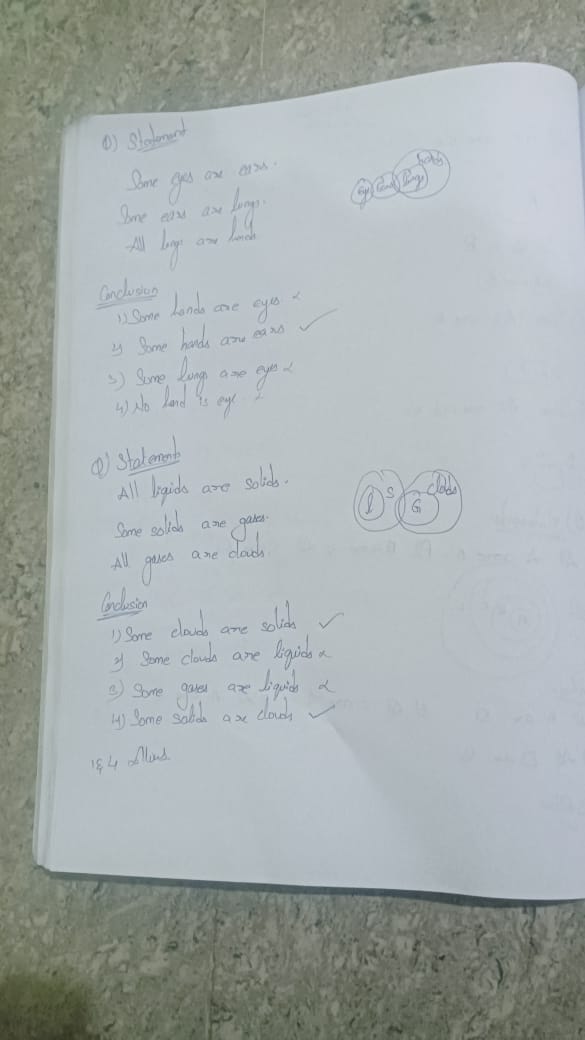 Q) Statement
Some eyes are ears.
Some ears are lungs.
All lungs are hands
Eye Ears Lungs hands
Conclusion
1) Some hands are eyes. x
2) Some hands are ears ✓
3) Some lungs are eyes x
4) No hand is eye x
Q) Statements
All liquids are solids.
Some solids are gases.
All gases are clouds.
l S G clouds
Conclusion
1) Some clouds are solids ✓
2) Some clouds are liquids x
3) Some gases are liquids x
4) Some solids are clouds ✓
1 & 4 follows